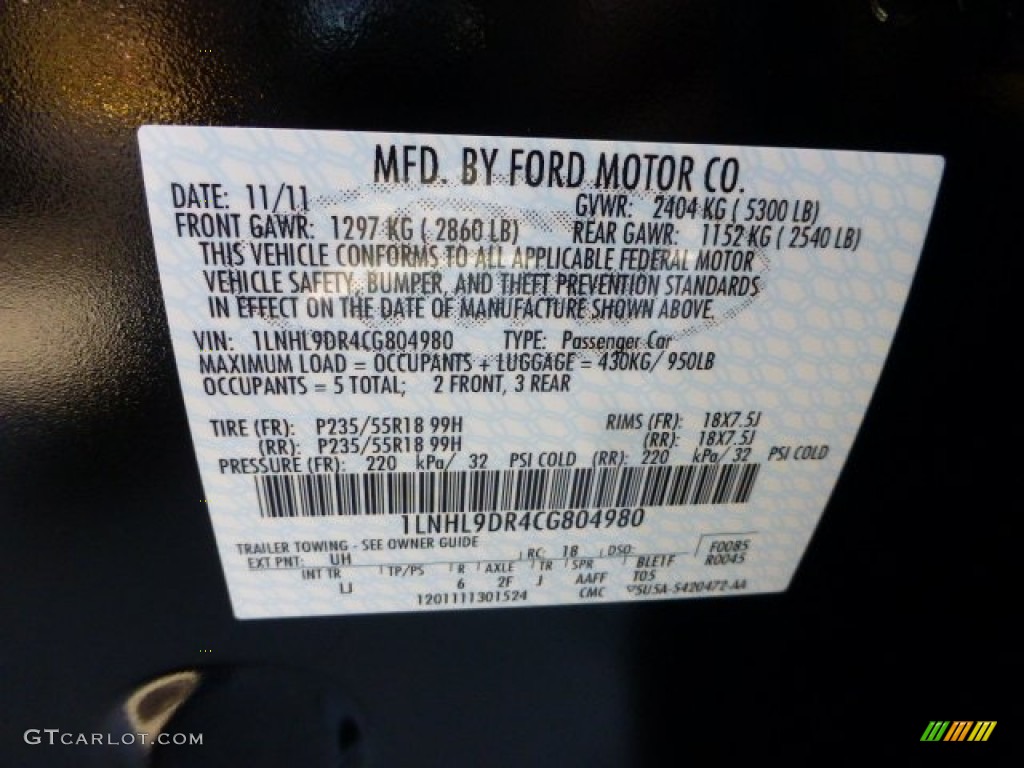 MFD. BY FORD MOTOR CO.
DATE: 11/11 GVWR: 2404 KG ( 5300 LB)
FRONT GAWR: 1297 KG ( 2860 LB) REAR GAWR: 1152 KG ( 2540 LB)
THIS VEHICLE CONFORMS TO ALL APPLICABLE FEDERAL MOTOR
VEHICLE SAFETY, BUMPER, AND THEFT PREVENTION STANDARDS
IN EFFECT ON THE DATE OF MANUFACTURE SHOWN ABOVE.
VIN: 1LNHL9DR4CG804980 TYPE: Passenger Car
MAXIMUM LOAD = OCCUPANTS + LUGGAGE = 430KG/ 950LB
OCCUPANTS = 5 TOTAL; 2 FRONT, 3 REAR
TIRE (FR): P235/55R18 99H RIMS (FR): 18X7.5J
(RR): P235/55R18 99H (RR): 18X7.5J
PRESSURE (FR): 220 kPa/ 32 PSI COLD (RR): 220 kPa/ 32 PSI COLD
1LNHL9DR4CG804980
TRAILER TOWING - SEE OWNER GUIDE
EXT PNT: UH RC: 18 DSO: F0085
INT TR TP/PS R AXLE TR SPR BLETF R0045
LJ 6 2F J AAFF T05
1201111301524 CMC 5U5A-5420472-AA
GTcarlot.com